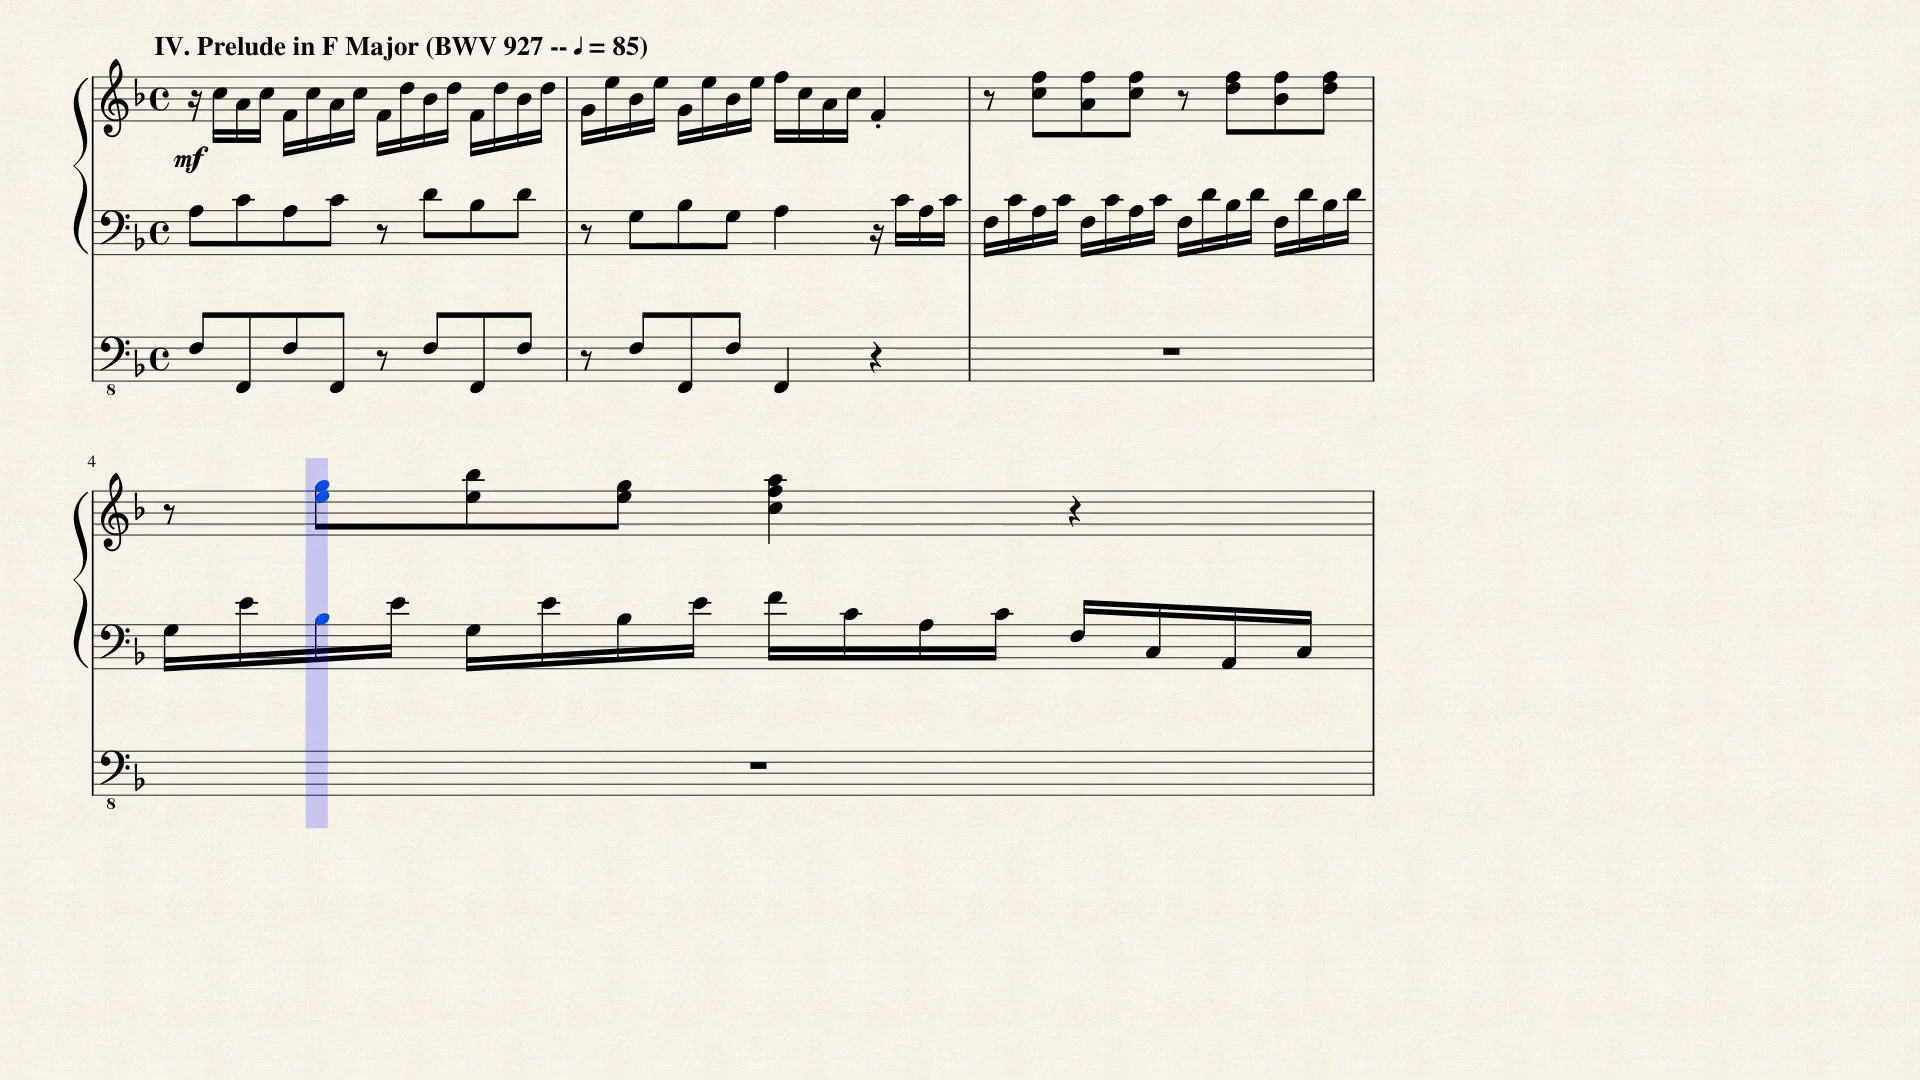 IV. Prelude in F Major (BWV 927 -- ♩ = 85)
mf
8
4
8